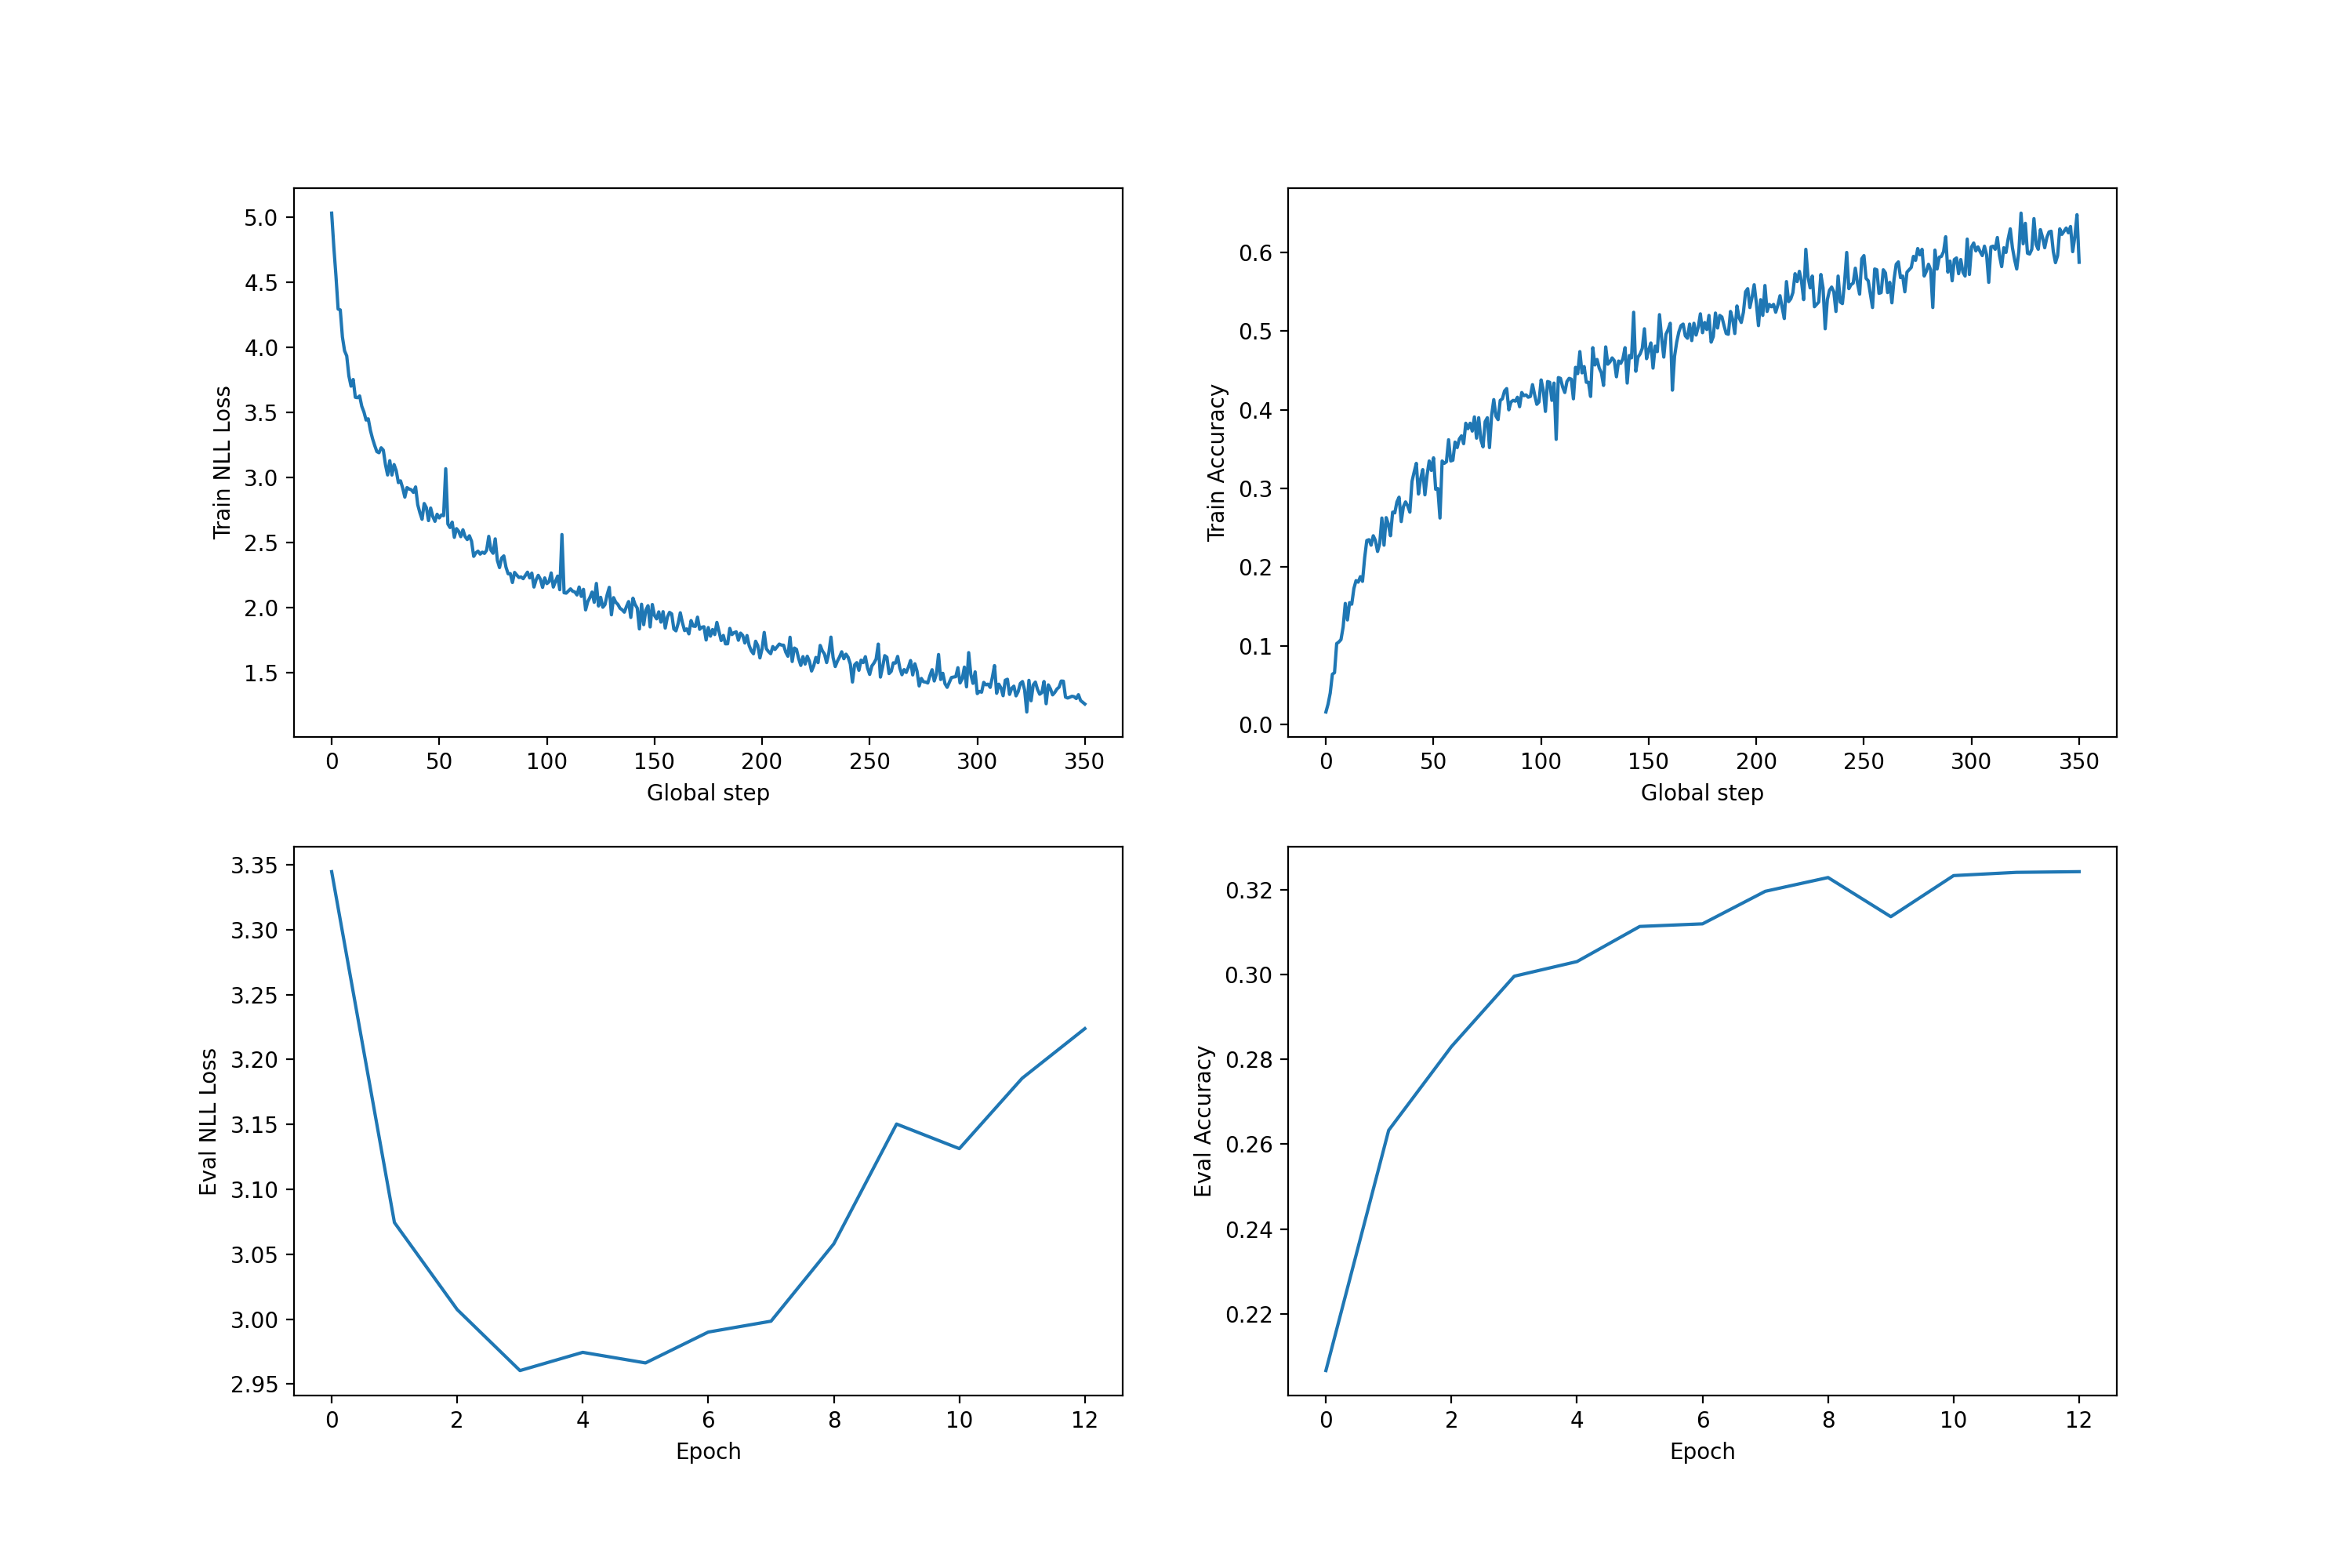 5.0
4.5
4.0
3.5
3.0
2.5
2.0
1.5
Train NLL Loss
0 50 100 150 200 250 300 350
Global step
0.6
0.5
0.4
0.3
0.2
0.1
0.0
Train Accuracy
0 50 100 150 200 250 300 350
Global step
3.35
3.30
3.25
3.20
3.15
3.10
3.05
3.00
2.95
Eval NLL Loss
0 2 4 6 8 10 12
Epoch
0.32
0.30
0.28
0.26
0.24
0.22
Eval Accuracy
0 2 4 6 8 10 12
Epoch